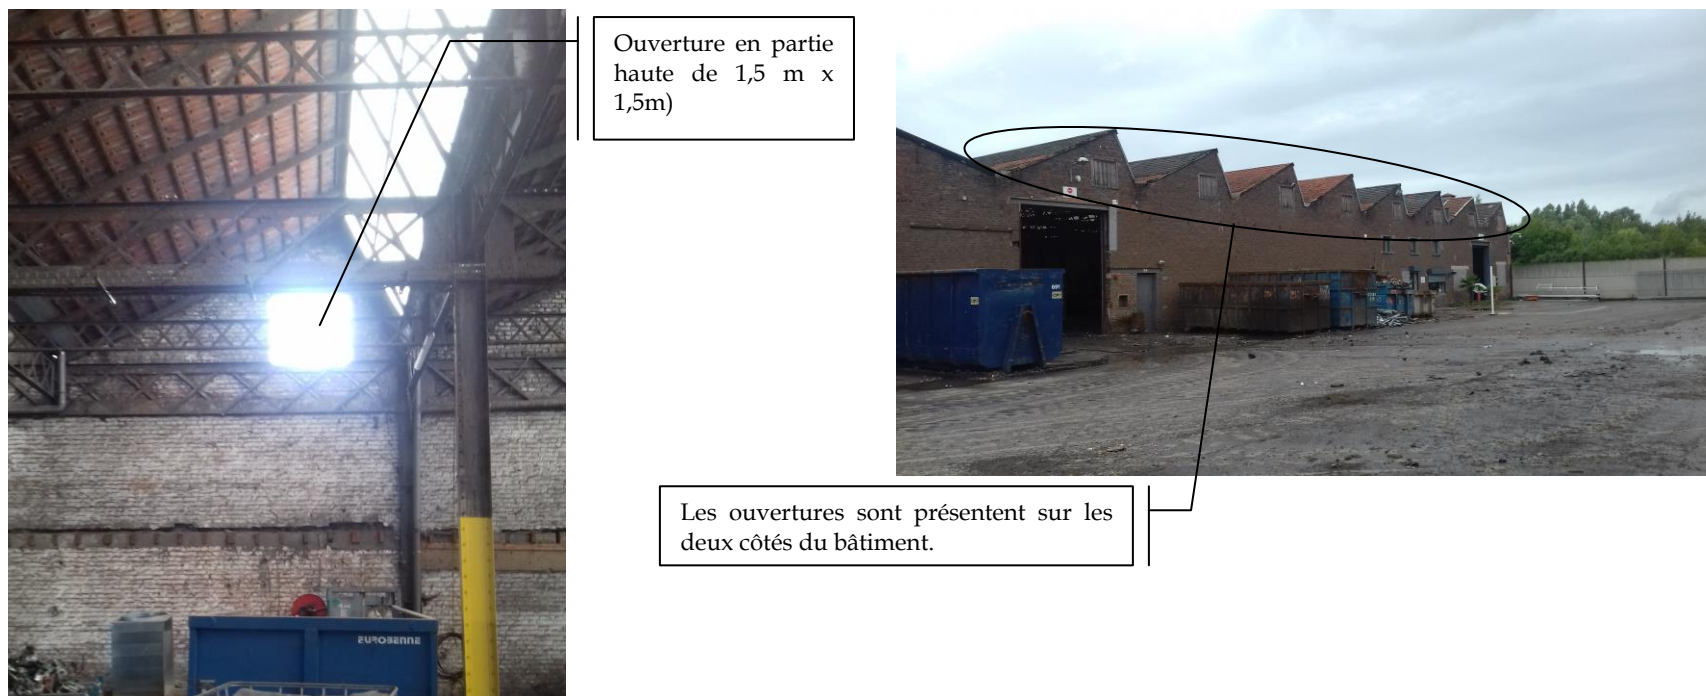 Ouverture en partie
haute de 1,5 m x
1,5m)
Les ouvertures sont présentent sur les
deux côtés du bâtiment.
EUROBENNE